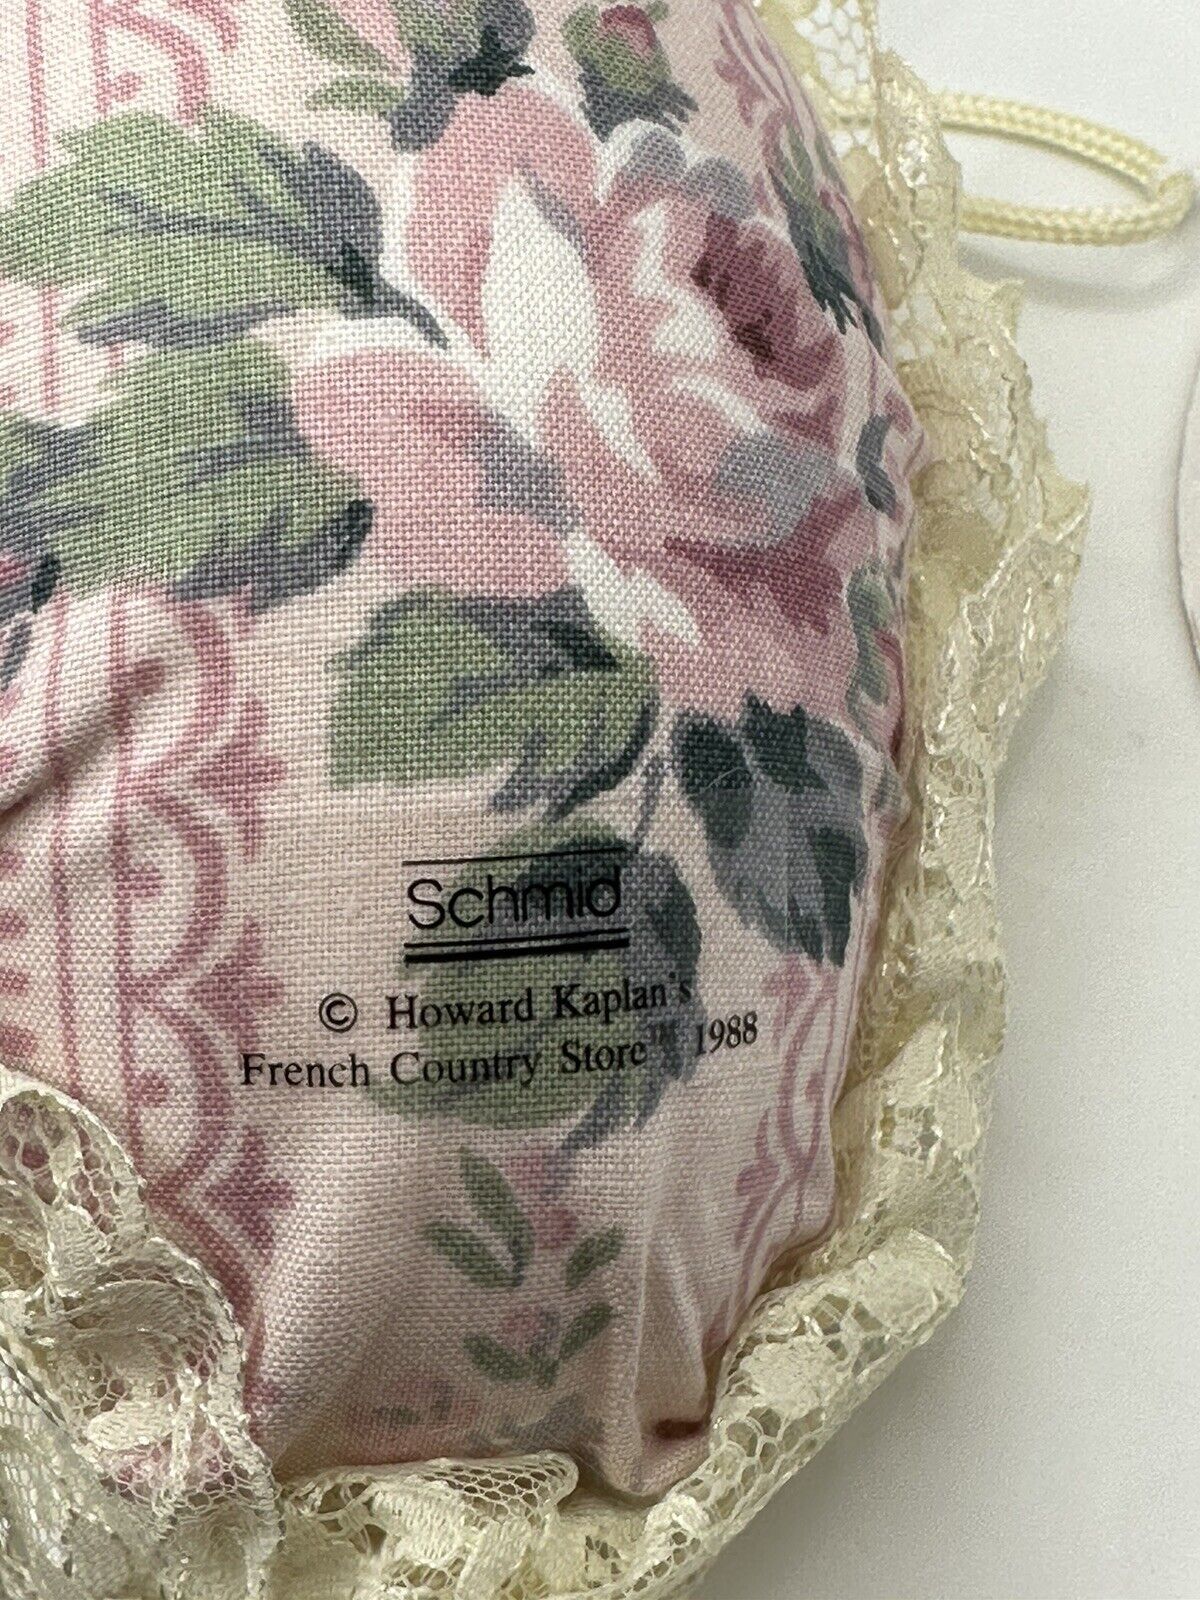 Schmid
© Howard Kaplan's
French Country Store™ 1988